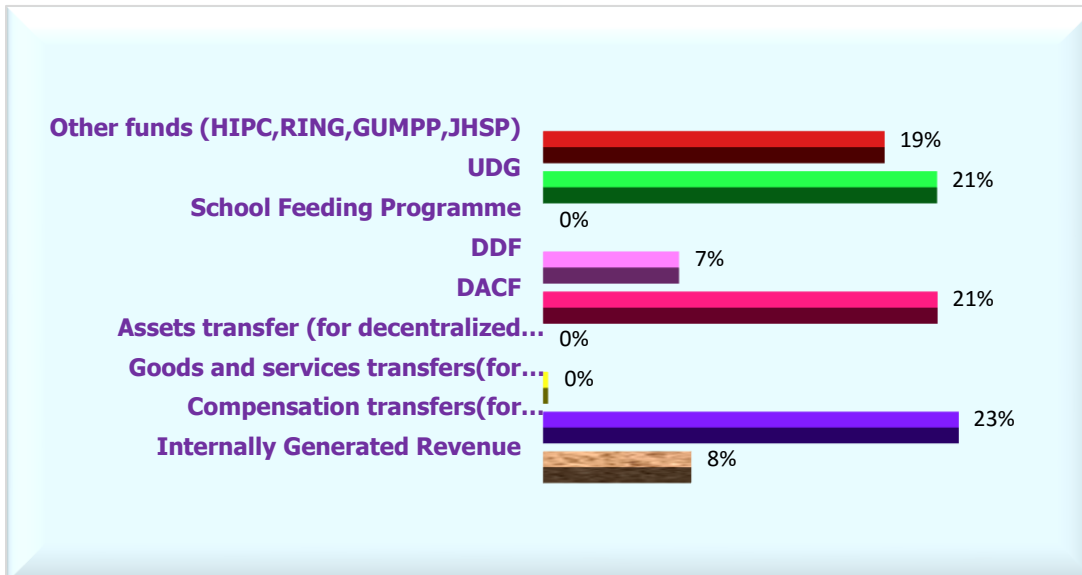 Other funds (HIPC,RING,GUMPP,JHSP)
19%
UDG
21%
School Feeding Programme
0%
DDF
7%
DACF
21%
Assets transfer (for decentralized...
0%
Goods and services transfers(for...
0%
Compensation transfers(for...
23%
Internally Generated Revenue
8%